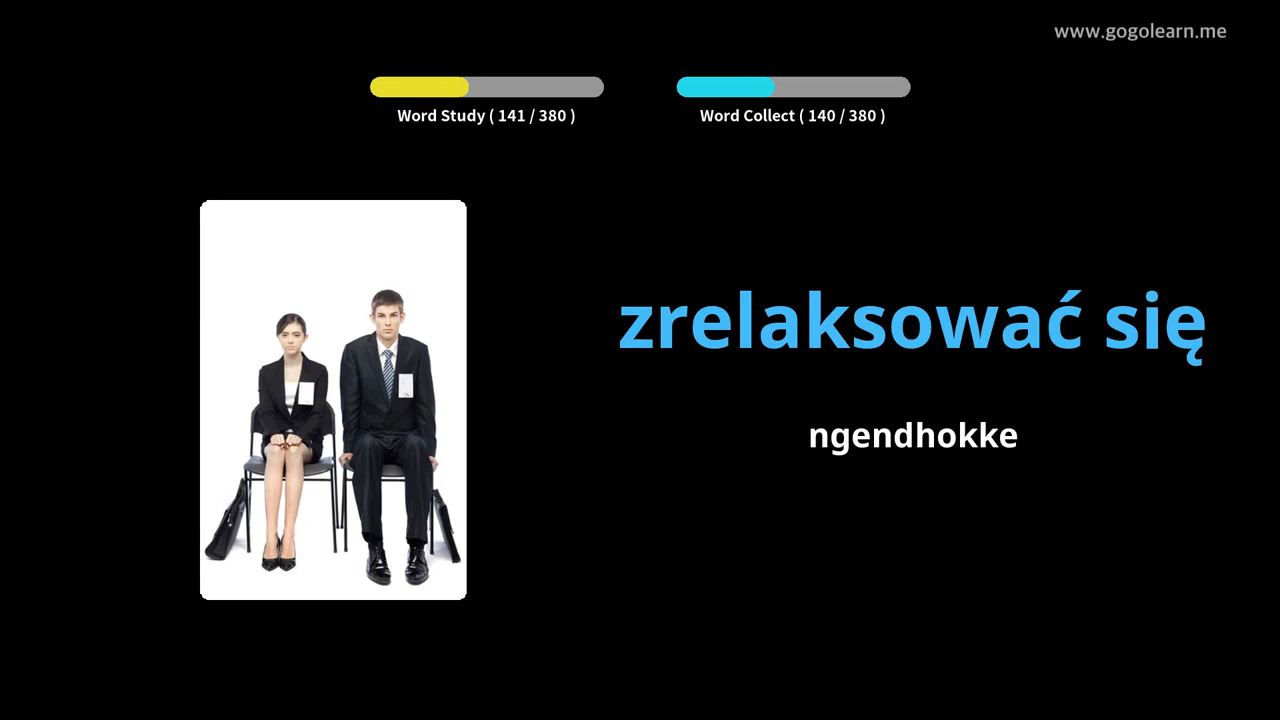 www.gogolearn.me
Word Study ( 141 / 380 )
Word Collect ( 140 / 380 )
zrelaksować się
ngendhokke